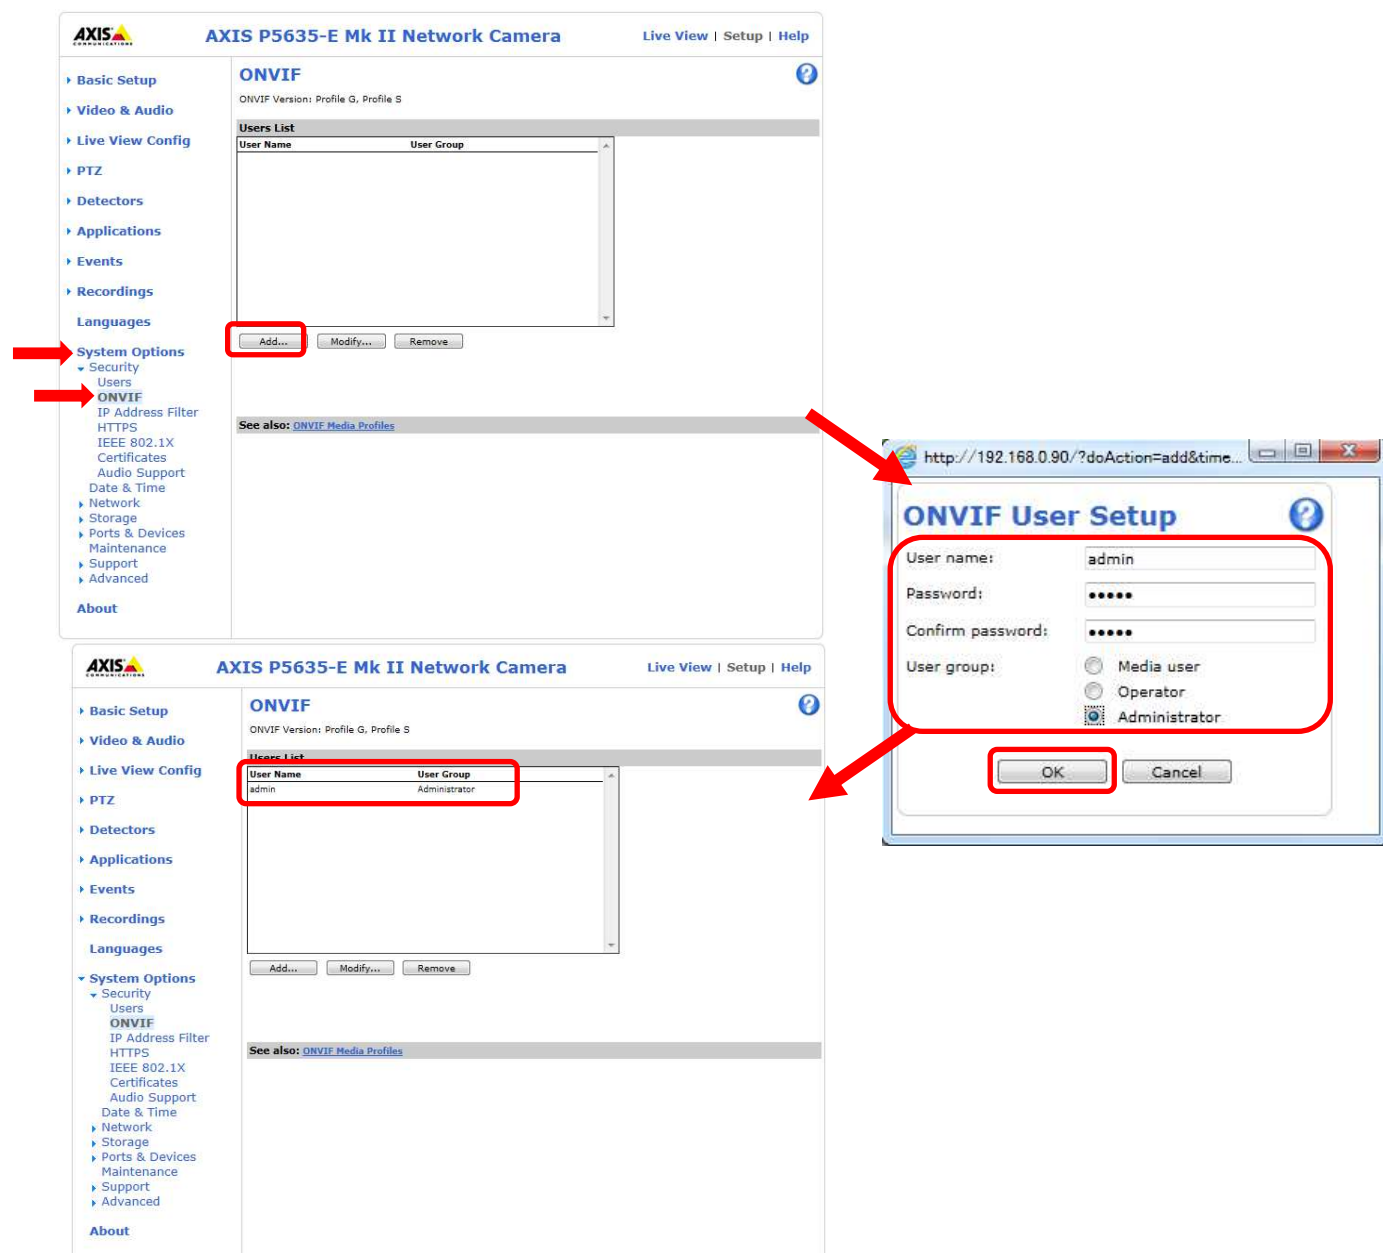 AXIS
COMMUNICATIONS
AXIS P5635-E Mk II Network Camera
Live View | Setup | Help
Basic Setup
Video & Audio
Live View Config
PTZ
Detectors
Applications
Events
Recordings
Languages
System Options
Security
Users
ONVIF
IP Address Filter
HTTPS
IEEE 802.1X
Certificates
Audio Support
Date & Time
Network
Storage
Ports & Devices
Maintenance
Support
Advanced
About
ONVIF
ONVIF Version: Profile G, Profile S
Users List
User Name User Group
Add... Modify... Remove
See also: ONVIF Media Profiles
http://192.168.0.90/?doAction=add&time...
ONVIF User Setup
User name: admin
Password: •••••
Confirm password: •••••
User group: Media user
Operator
Administrator
OK Cancel
AXIS
COMMUNICATIONS
AXIS P5635-E Mk II Network Camera
Live View | Setup | Help
Basic Setup
Video & Audio
Live View Config
PTZ
Detectors
Applications
Events
Recordings
Languages
System Options
Security
Users
ONVIF
IP Address Filter
HTTPS
IEEE 802.1X
Certificates
Audio Support
Date & Time
Network
Storage
Ports & Devices
Maintenance
Support
Advanced
About
ONVIF
ONVIF Version: Profile G, Profile S
Users List
User Name User Group
admin Administrator
Add... Modify... Remove
See also: ONVIF Media Profiles